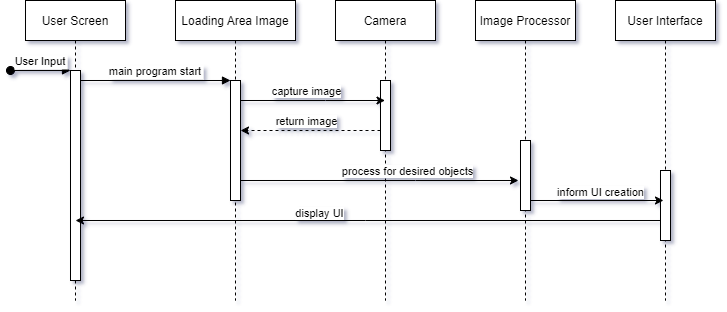 User Screen
Loading Area Image
Camera
Image Processor
User Interface
User Input
main program start
capture image
return image
process for desired objects
inform UI creation
display UI